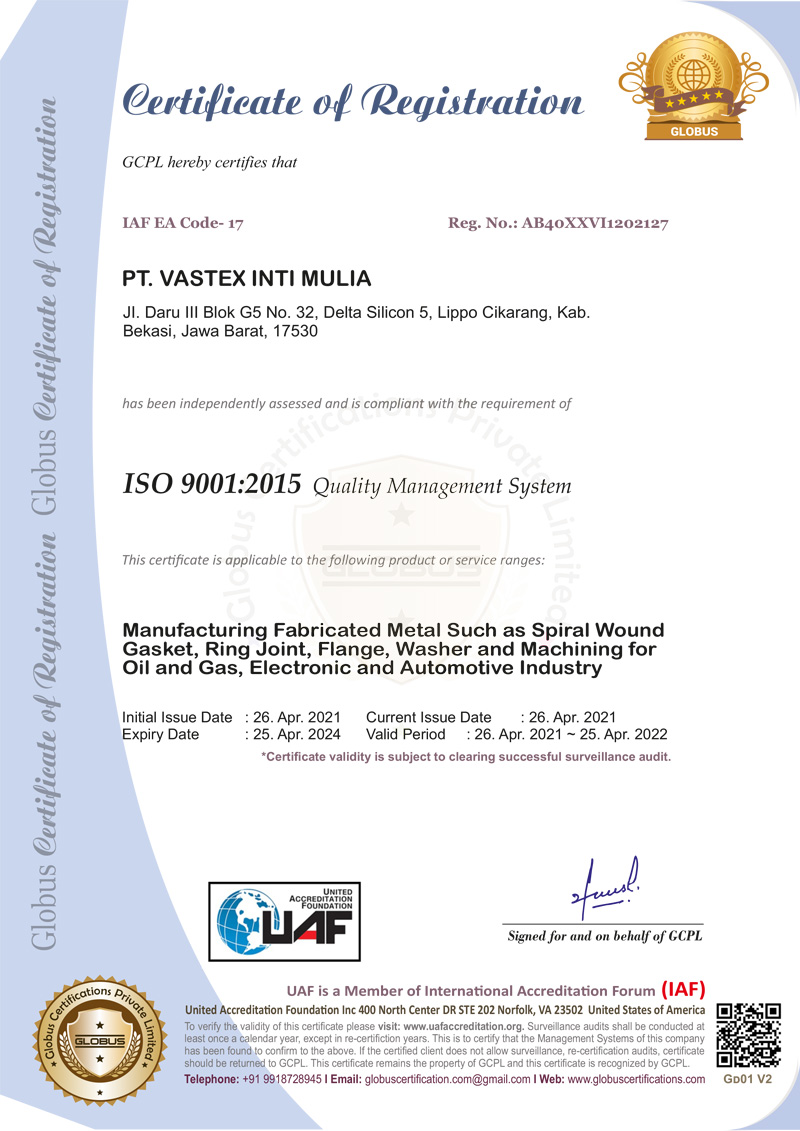 Certificate of Registration
GLOBUS
GCPL hereby certifies that
IAF EA Code- 17 Reg. No.: AB40XXVI1202127
PT. VASTEX INTI MULIA
Jl. Daru III Blok G5 No. 32, Delta Silicon 5, Lippo Cikarang, Kab.
Bekasi, Jawa Barat, 17530
has been independently assessed and is compliant with the requirement of
ISO 9001:2015 Quality Management System
This certificate is applicable to the following product or service ranges:
Manufacturing Fabricated Metal Such as Spiral Wound
Gasket, Ring Joint, Flange, Washer and Machining for
Oil and Gas, Electronic and Automotive Industry
Initial Issue Date : 26. Apr. 2021 Current Issue Date : 26. Apr. 2021
Expiry Date : 25. Apr. 2024 Valid Period : 26. Apr. 2021 ~ 25. Apr. 2022
*Certificate validity is subject to clearing successful surveillance audit.
Globus Certifications Private Limited
GLOBUS
Globus Certificate of Registration Globus Certificate of Registration
UNITED
ACCREDITATION
FOUNDATION
UAF
Signed for and on behalf of GCPL
UAF is a Member of International Accreditation Forum (IAF)
United Accreditation Foundation Inc 400 North Center DR STE 202 Norfolk, VA 23502 United States of America
To verify the validity of this certificate please visit: www.uafaccreditation.org. Surveillance audits shall be conducted at
least once a calendar year, except in re-certifiction years. This is to certify that the Management Systems of this company
has been found to confirm to the above. If the certified client does not allow surveillance, re-certification audits, certificate
should be returned to GCPL. This certificate remains the property of GCPL and this certificate is recognized by GCPL.
Telephone: +91 9918728945 I Email: globuscertification.com@gmail.com I Web: www.globuscertifications.com
GD01 V2
Globus Certifications Private Limited
GLOBUS